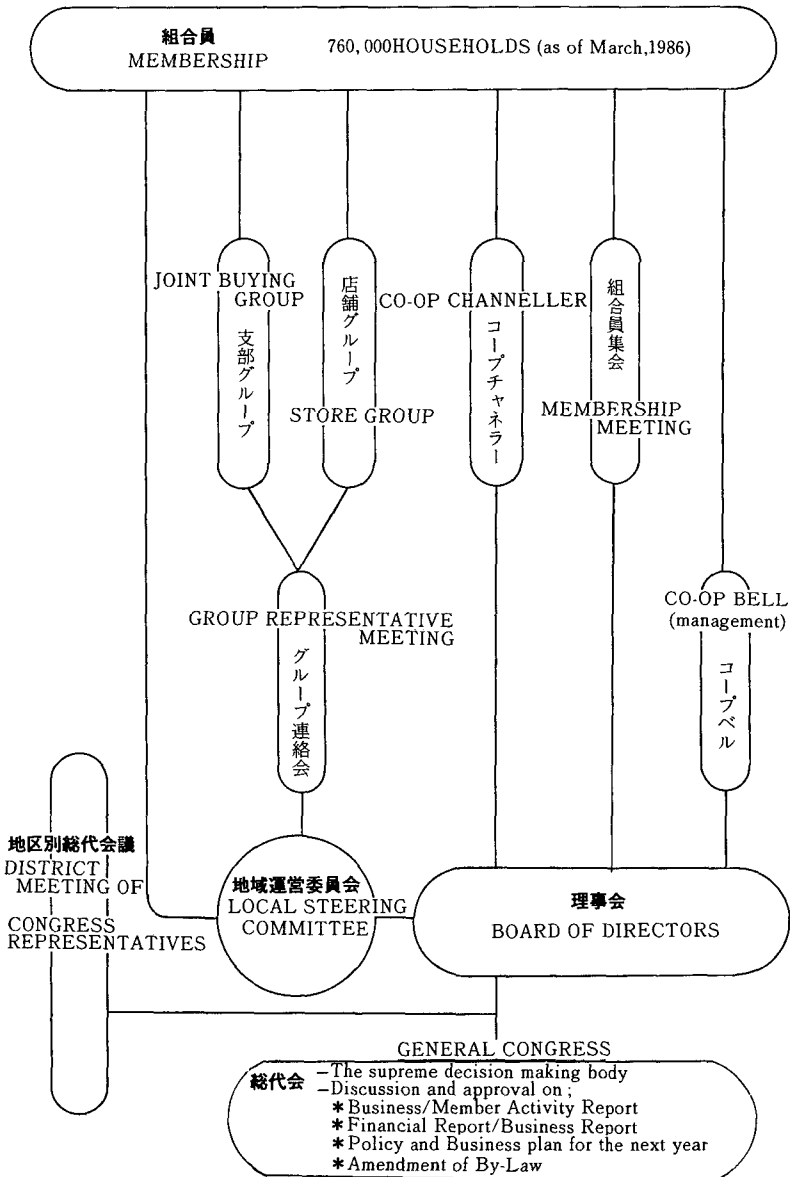 組合員
MEMBERSHIP
760,000HOUSEHOLDS (as of March,1986)
JOINT BUYING
GROUP
支部グループ
店舗グループ
STORE GROUP
CO-OP CHANNELLER
コープチャネラー
組合員集会
MEMBERSHIP
MEETING
GROUP REPRESENTATIVE
MEETING
グループ連絡会
CO-OP BELL
(management)
コープベル
地区別総代会議
DISTRICT
MEETING OF
CONGRESS
REPRESENTATIVES
地域運営委員会
LOCAL STEERING
COMMITTEE
理事会
BOARD OF DIRECTORS
GENERAL CONGRESS
総代会
–The supreme decision making body
–Discussion and approval on ;
*Business/Member Activity Report
*Financial Report/Business Report
*Policy and Business plan for the next year
*Amendment of By-Law